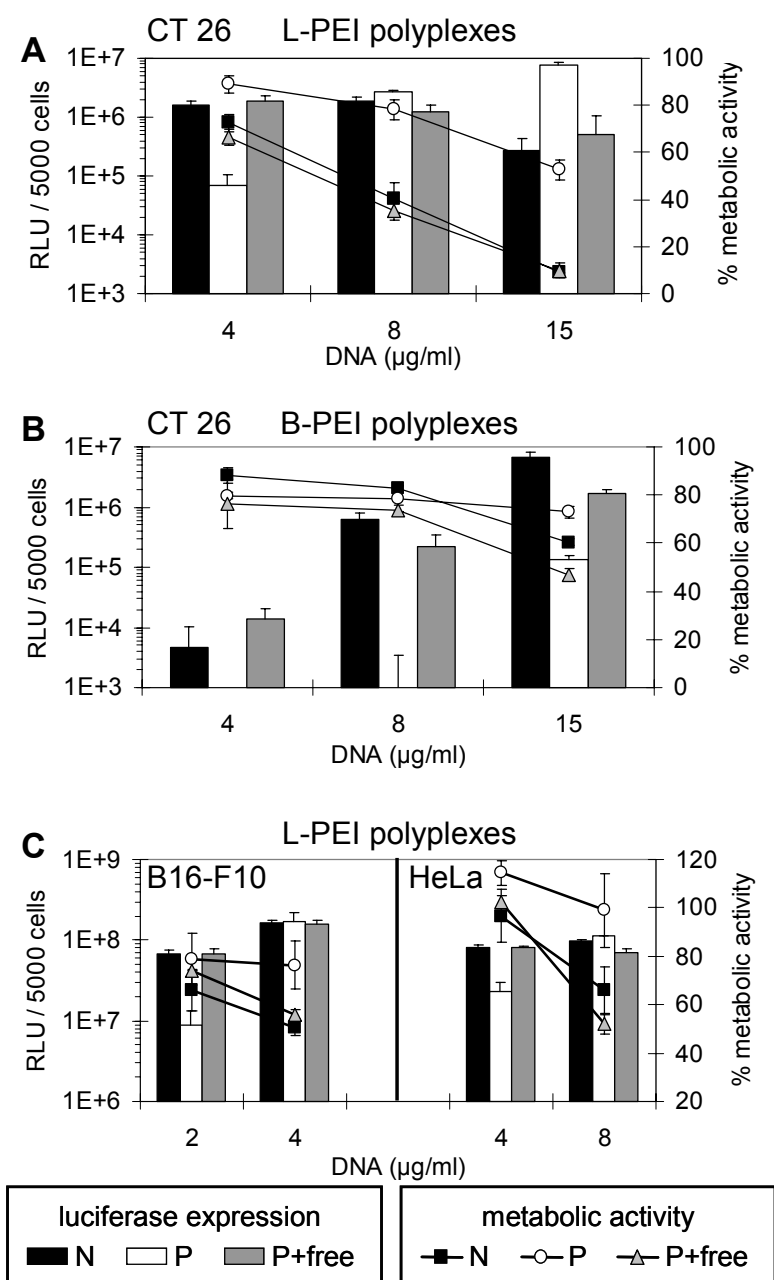 A
CT 26 L-PEI polyplexes
RLU / 5000 cells
1E+7
1E+6
1E+5
1E+4
1E+3
100
80
60
40
20
0
% metabolic activity
4 8 15
DNA (µg/ml)
B
CT 26 B-PEI polyplexes
RLU / 5000 cells
1E+7
1E+6
1E+5
1E+4
1E+3
100
80
60
40
20
0
% metabolic activity
4 8 15
DNA (µg/ml)
C
L-PEI polyplexes
B16-F10 HeLa
RLU / 5000 cells
1E+9
1E+8
1E+7
1E+6
120
100
80
60
40
20
% metabolic activity
2 4 4 8
DNA (µg/ml)
luciferase expression
N P P+free
metabolic activity
N P P+free